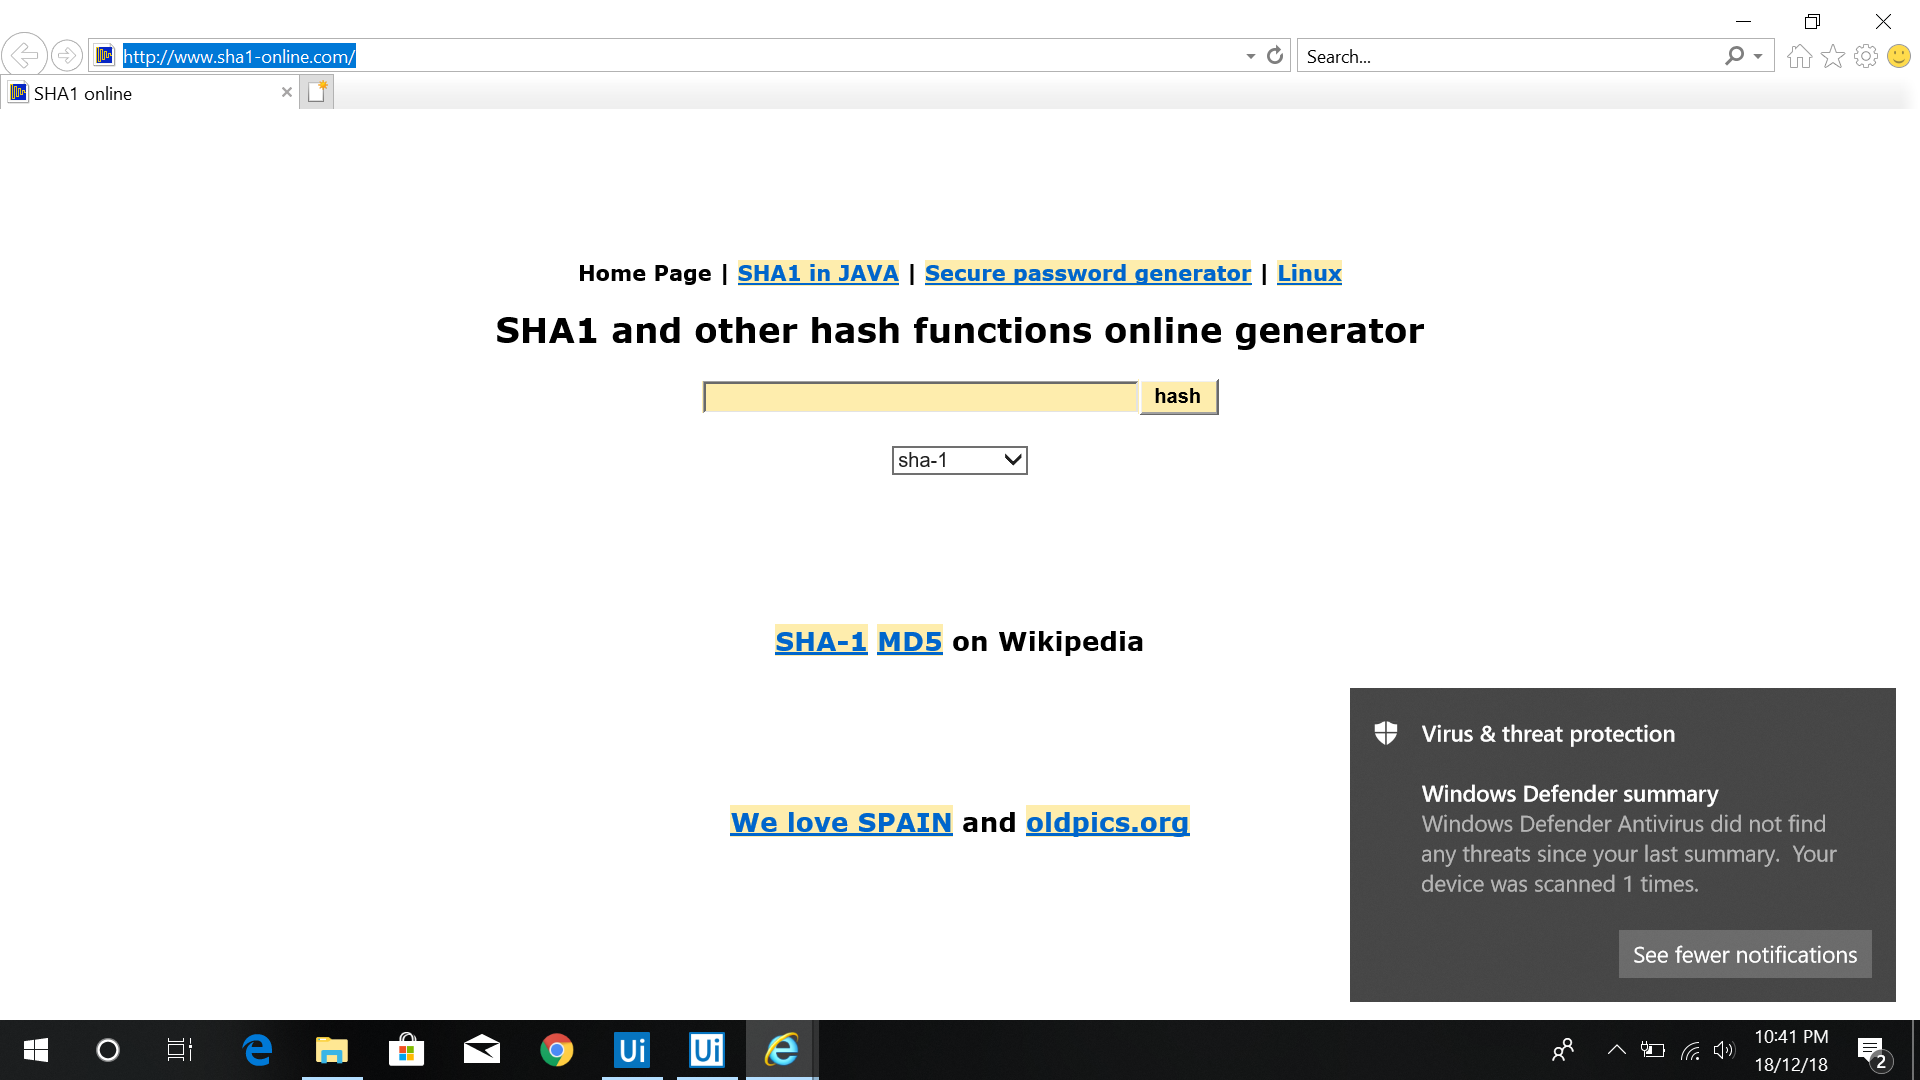 http://www.sha1-online.com/
Search...
SHA1 online
Home Page | SHA1 in JAVA | Secure password generator | Linux
SHA1 and other hash functions online generator
hash
sha-1
SHA-1 MD5 on Wikipedia
Virus & threat protection
Windows Defender summary
Windows Defender Antivirus did not find
any threats since your last summary.  Your
device was scanned 1 times.
See fewer notifications
We love SPAIN and oldpics.org
Ui
Ui
10:41 PM
18/12/18
2